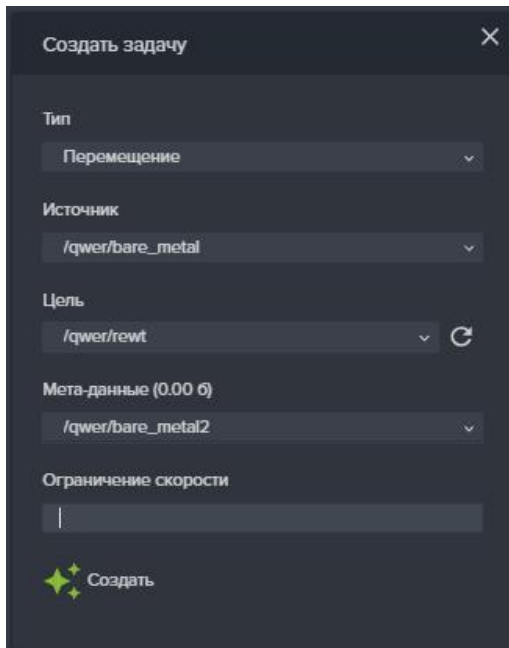 Создать задачу
Тип
Перемещение
Источник
/qwer/bare_metal
Цель
/qwer/rewt
Мета-данные (0.00 б)
/qwer/bare_metal2
Ограничение скорости
Создать